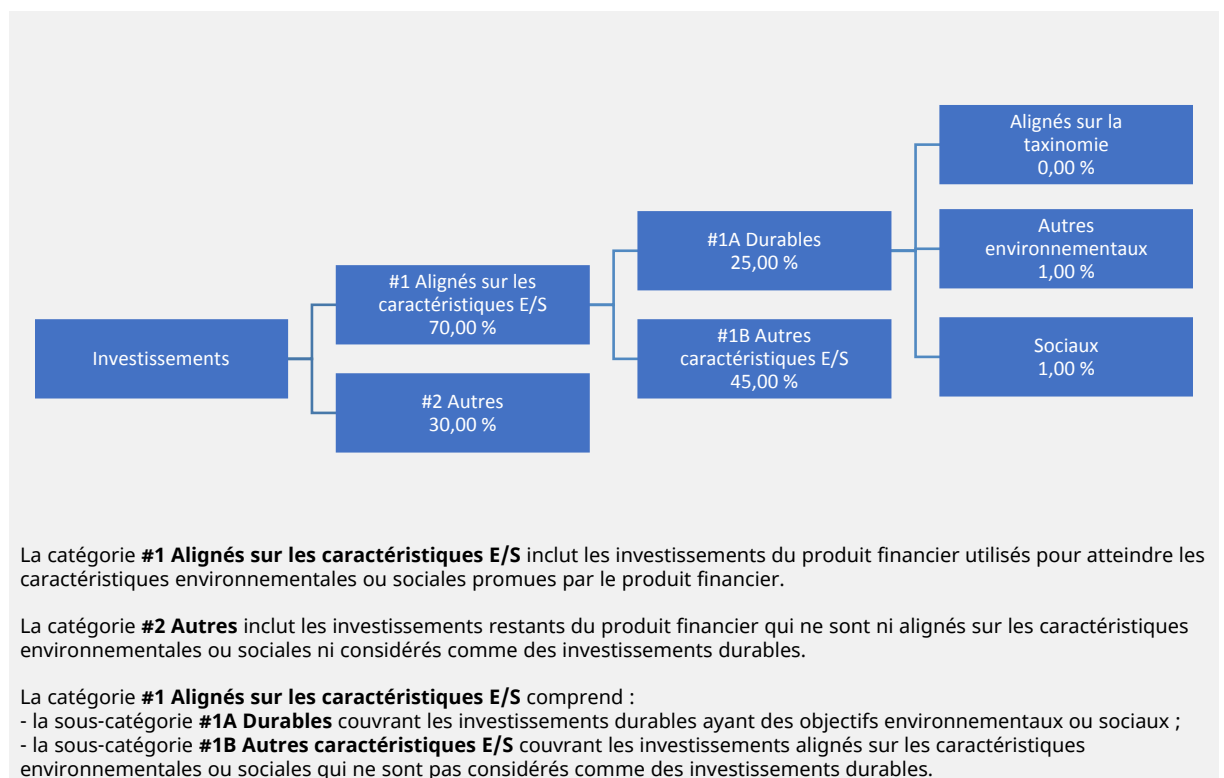 Investissements
#1 Alignés sur les
caractéristiques E/S
70,00 %
#2 Autres
30,00 %
#1A Durables
25,00 %
#1B Autres
caractéristiques E/S
45,00 %
Alignés sur la
taxinomie
0,00 %
Autres
environnementaux
1,00 %
Sociaux
1,00 %
La catégorie #1 Alignés sur les caractéristiques E/S inclut les investissements du produit financier utilisés pour atteindre les
caractéristiques environnementales ou sociales promues par le produit financier.
La catégorie #2 Autres inclut les investissements restants du produit financier qui ne sont ni alignés sur les caractéristiques
environnementales ou sociales ni considérés comme des investissements durables.
La catégorie #1 Alignés sur les caractéristiques E/S comprend :
- la sous-catégorie #1A Durables couvrant les investissements durables ayant des objectifs environnementaux ou sociaux ;
- la sous-catégorie #1B Autres caractéristiques E/S couvrant les investissements alignés sur les caractéristiques
environnementales ou sociales qui ne sont pas considérés comme des investissements durables.